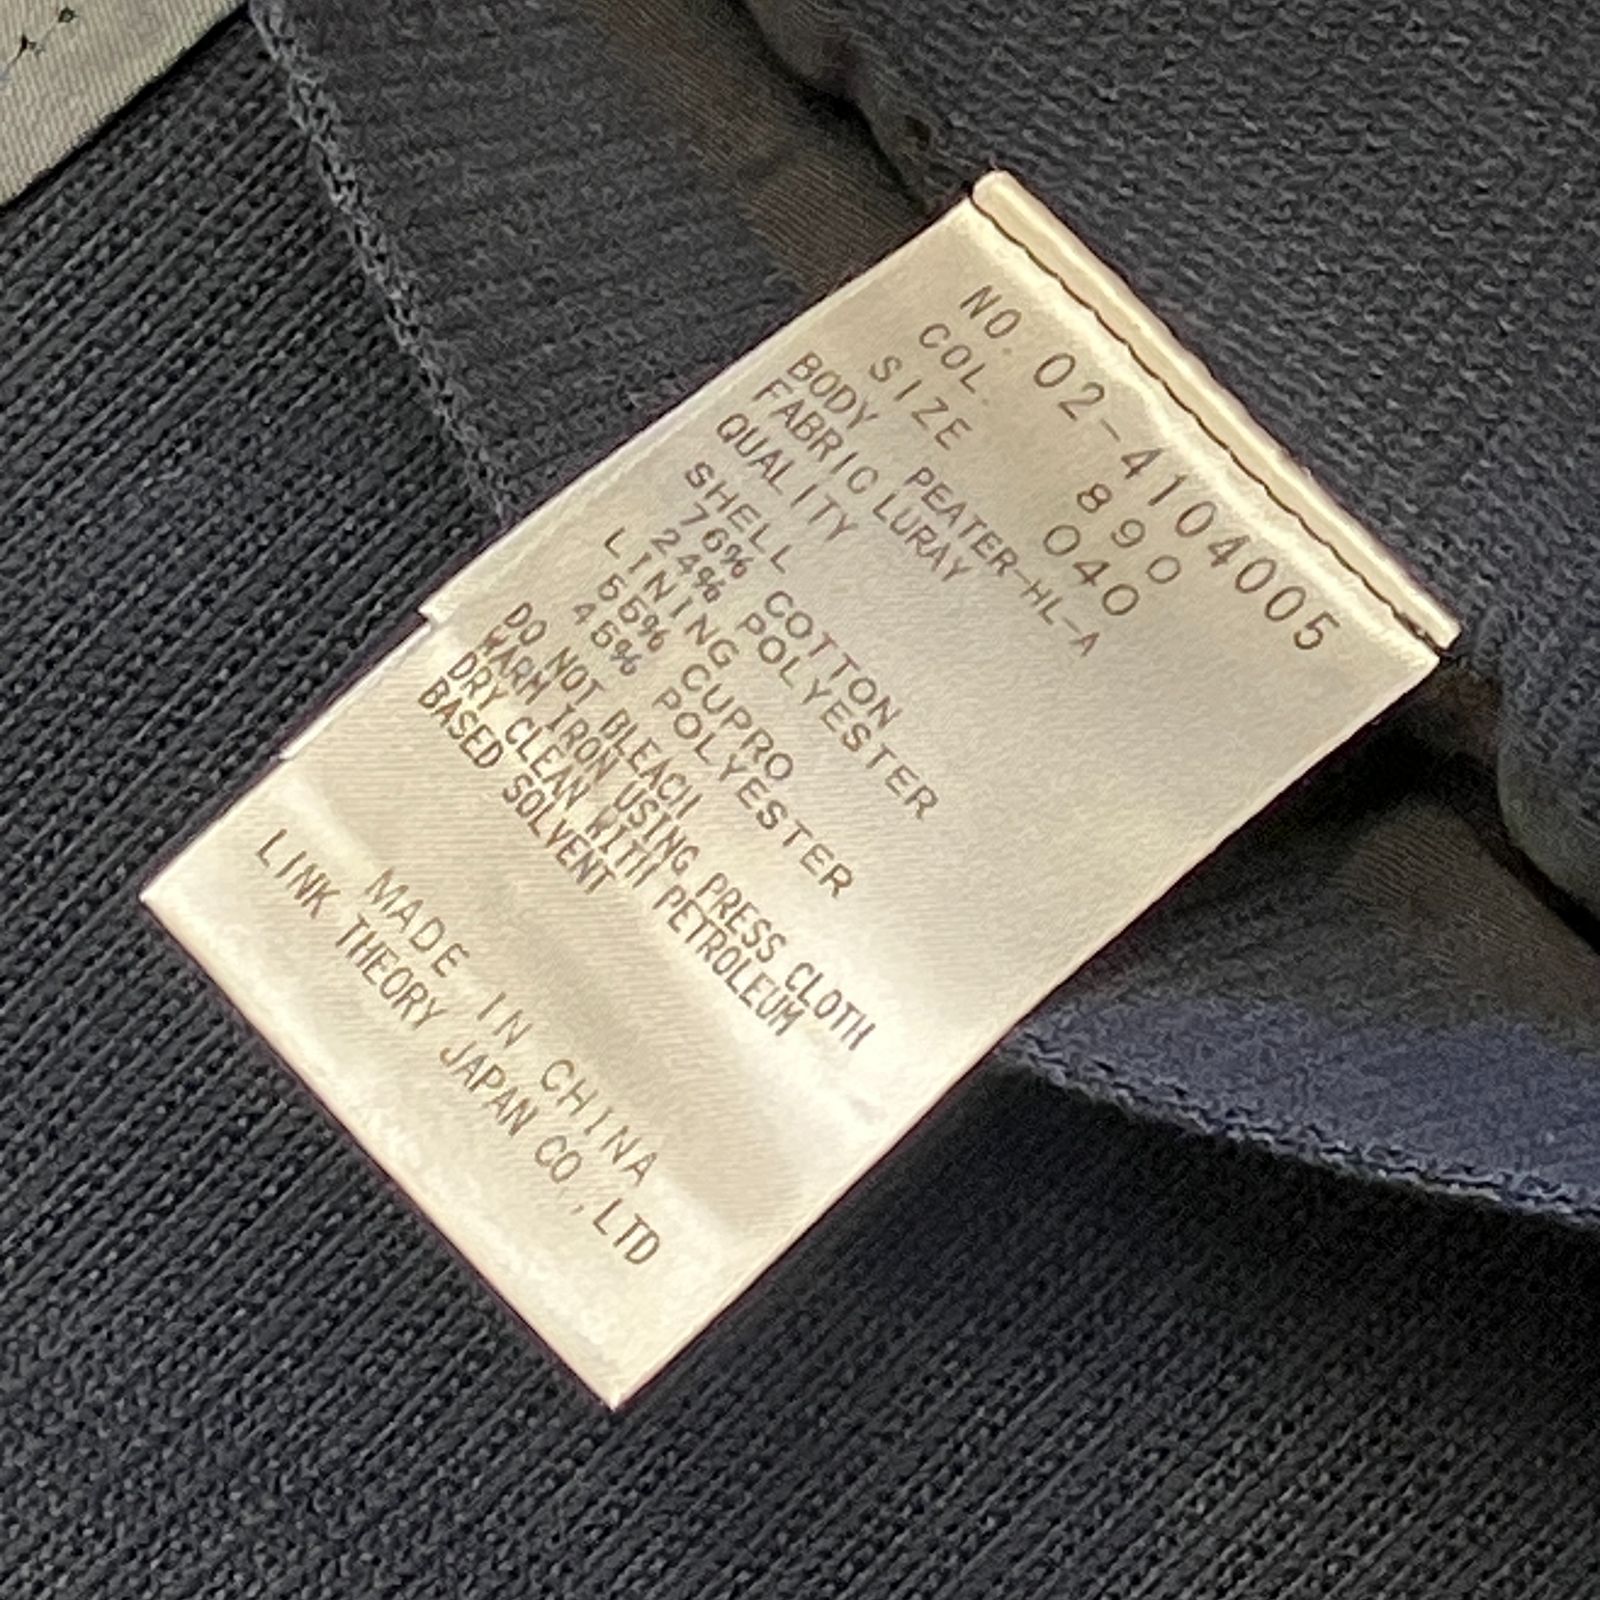 NO. 02-4104005
COL. 890
SIZE 040
BODY PEATER-HL-A
FABRIC LURAY
QUALITY
SHELL
76% COTTON
24% POLYESTER
LINING
55% CUPRO
45% POLYESTER
DO NOT BLEACH
WARM IRON USING PRESS CLOTH
DRY CLEAN WITH PETROLEUM
BASED SOLVENT
MADE IN CHINA
LINK THEORY JAPAN CO.,LTD